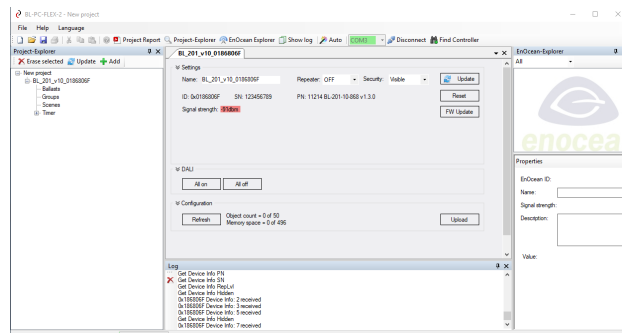 BL-PC-FLEX-2 - New project
File Help Language
Project Report Project-Explorer EnOcean Explorer Show log Auto COM3 Disconnect Find Controller
Project-Explorer
Erase selected Update Add
New project
BL_201_v10_0186806F
Ballasts
Groups
Scenes
Timer
BL_201_v10_0186806F
Settings
Name: BL_201_v10_0186806F Repeater: OFF Security: Visible Update
ID: 0x0186806F SN: 123456789 PN: 11214 BL-201-10-868 v1.3.0 Reset
Signal strength: -91dbm FW Update
DALI
All on All off
Configuration
Refresh Object count = 0 of 50 Upload
Memory space = 0 of 495
Log
Get Device Info PN
Get Device Info SN
Get Device Info RepLvl
Get Device Info Hidden
0x186806F Device Info: 2 received
0x186806F Device Info: 3 received
0x186806F Device Info: 5 received
Get Device Info Hidden
0x186806F Device Info: 7 received
EnOcean-Explorer
All
enocea
Properties
EnOcean ID:
Name:
Signal strength:
Description:
Value: